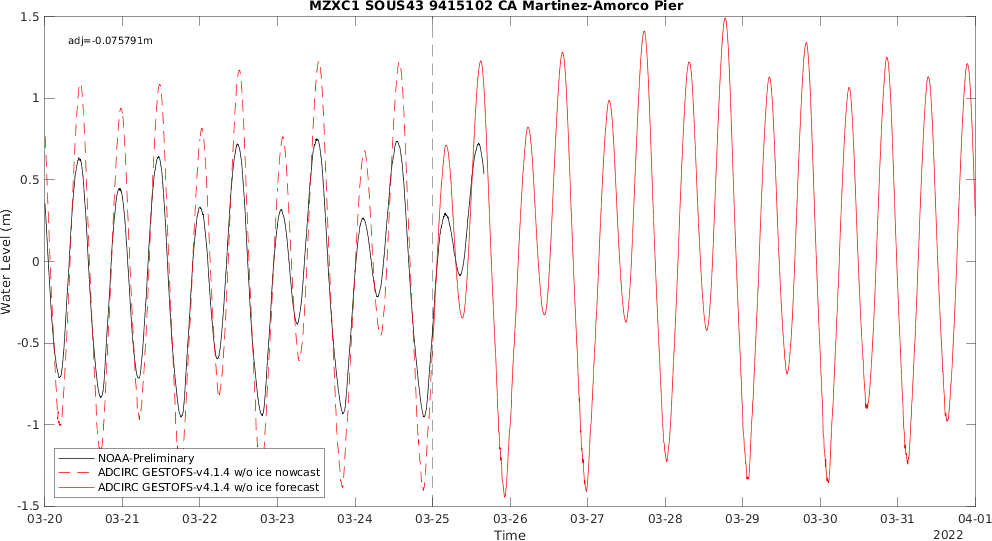 MZXC1 SOUS43 9415102 CA Martinez-Amorco Pier
adj=-0.075791m
1.5
1
0.5
0
-0.5
-1
-1.5
Water Level (m)
NOAA-Preliminary
ADCIRC GESTOFS-v4.1.4 w/o ice nowcast
ADCIRC GESTOFS-v4.1.4 w/o ice forecast
03-20 03-21 03-22 03-23 03-24 03-25 03-26 03-27 03-28 03-29 03-30 03-31 04-01
Time
2022